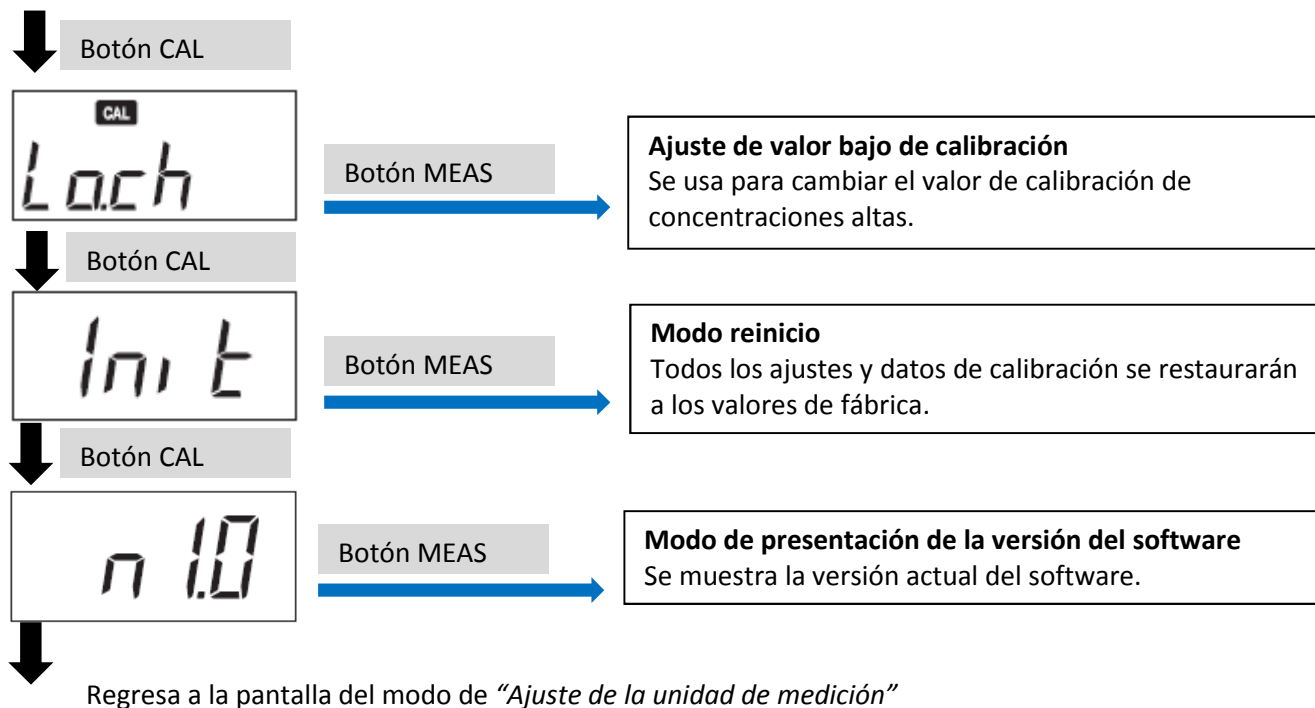 Botón CAL
CAL
Lo.ch
Botón MEAS
Ajuste de valor bajo de calibración
Se usa para cambiar el valor de calibración de
concentraciones altas.
Botón CAL
Init
Botón MEAS
Modo reinicio
Todos los ajustes y datos de calibración se restaurarán
a los valores de fábrica.
Botón CAL
n 1.0
Botón MEAS
Modo de presentación de la versión del software
Se muestra la versión actual del software.
Regresa a la pantalla del modo de “Ajuste de la unidad de medición”